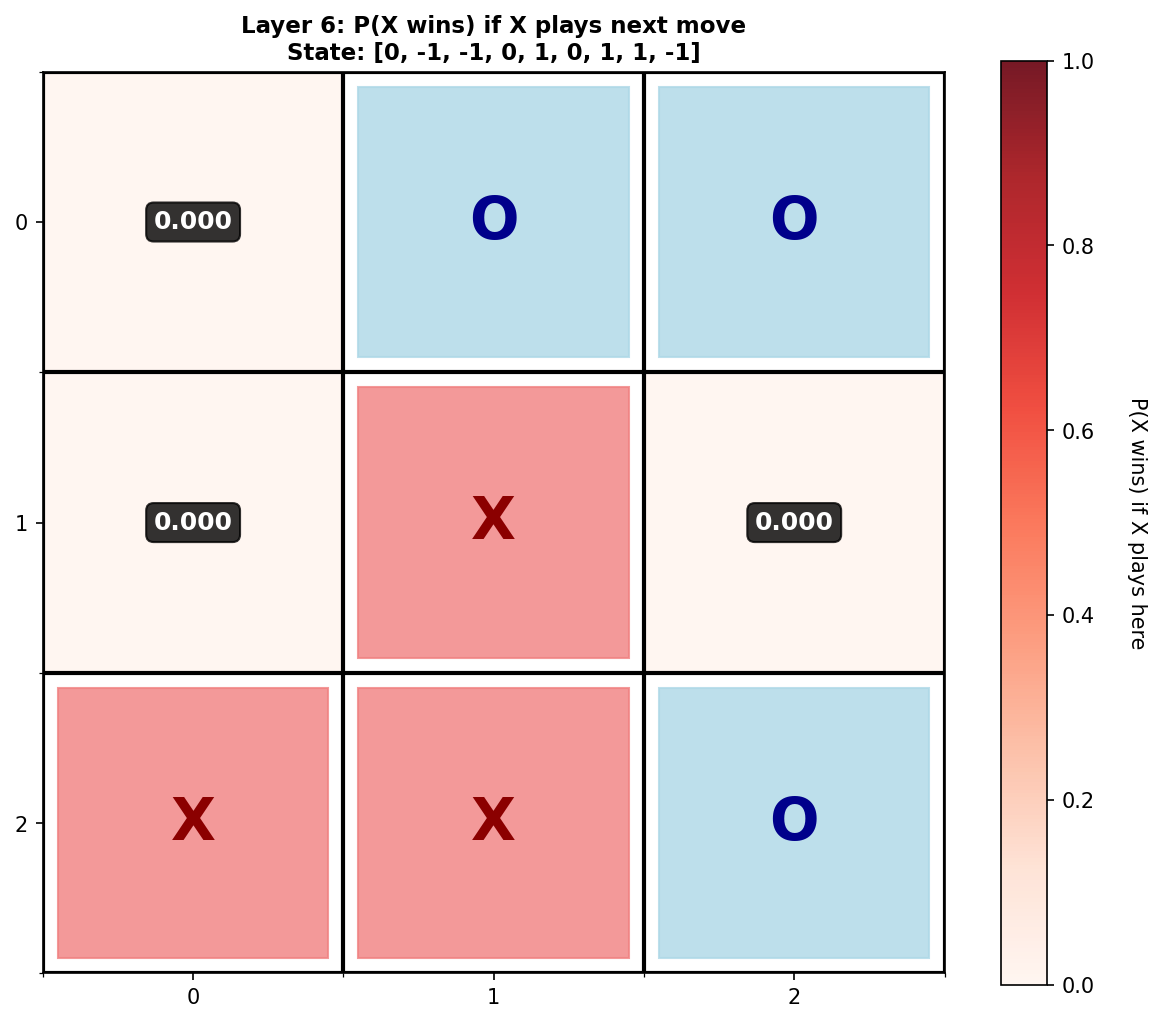 Layer 6: P(X wins) if X plays next move
State: [0, -1, -1, 0, 1, 0, 1, 1, -1]
0
0.000
O
O
1
0.000
X
0.000
2
X
X
O
0
1
2
1.0
0.8
0.6
0.4
0.2
0.0
P(X wins) if X plays here